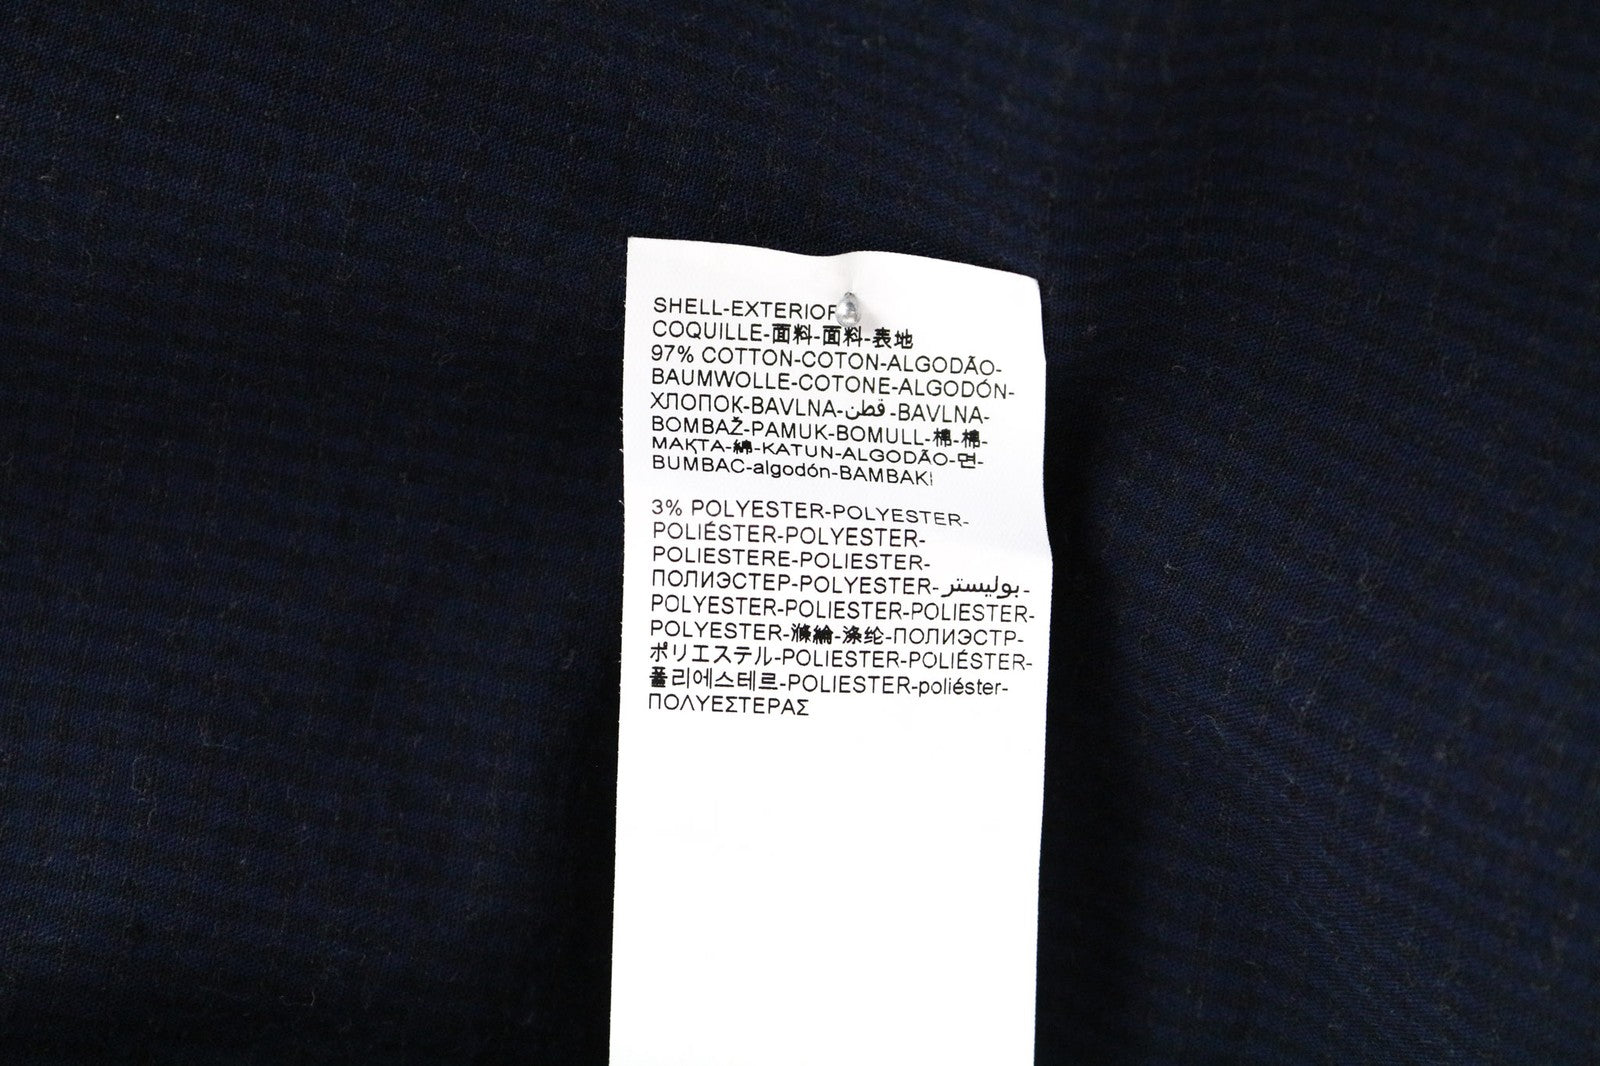 SHELL-EXTERIOR
COQUILLE-面料-面料-表地
97% COTTON-COTON-ALGODÃO-
BAUMWOLLE-COTONE-ALGODÓN-
ХЛОПОК-BAVLNA-قطن-BAVLNA-
BOMBAŽ-PAMUK-BOMULL-棉-棉-
МАҚТА-綿-KATUN-ALGODÃO-면-
BUMBAC-algodón-BAMBAKI
3% POLYESTER-POLYESTER-
POLIÉSTER-POLYESTER-
POLIESTERE-POLIESTER-
ПОЛИЭСТЕР-POLYESTER-بوليستر-
POLYESTER-POLIESTER-POLIESTER-
POLYESTER-滌綸-涤纶-ПОЛИЭСТР-
ポリエステル-POLIESTER-POLIÉSTER-
폴리에스테르-POLIESTER-poliéster-
ΠΟΛΥΕΣΤΕΡΑΣ